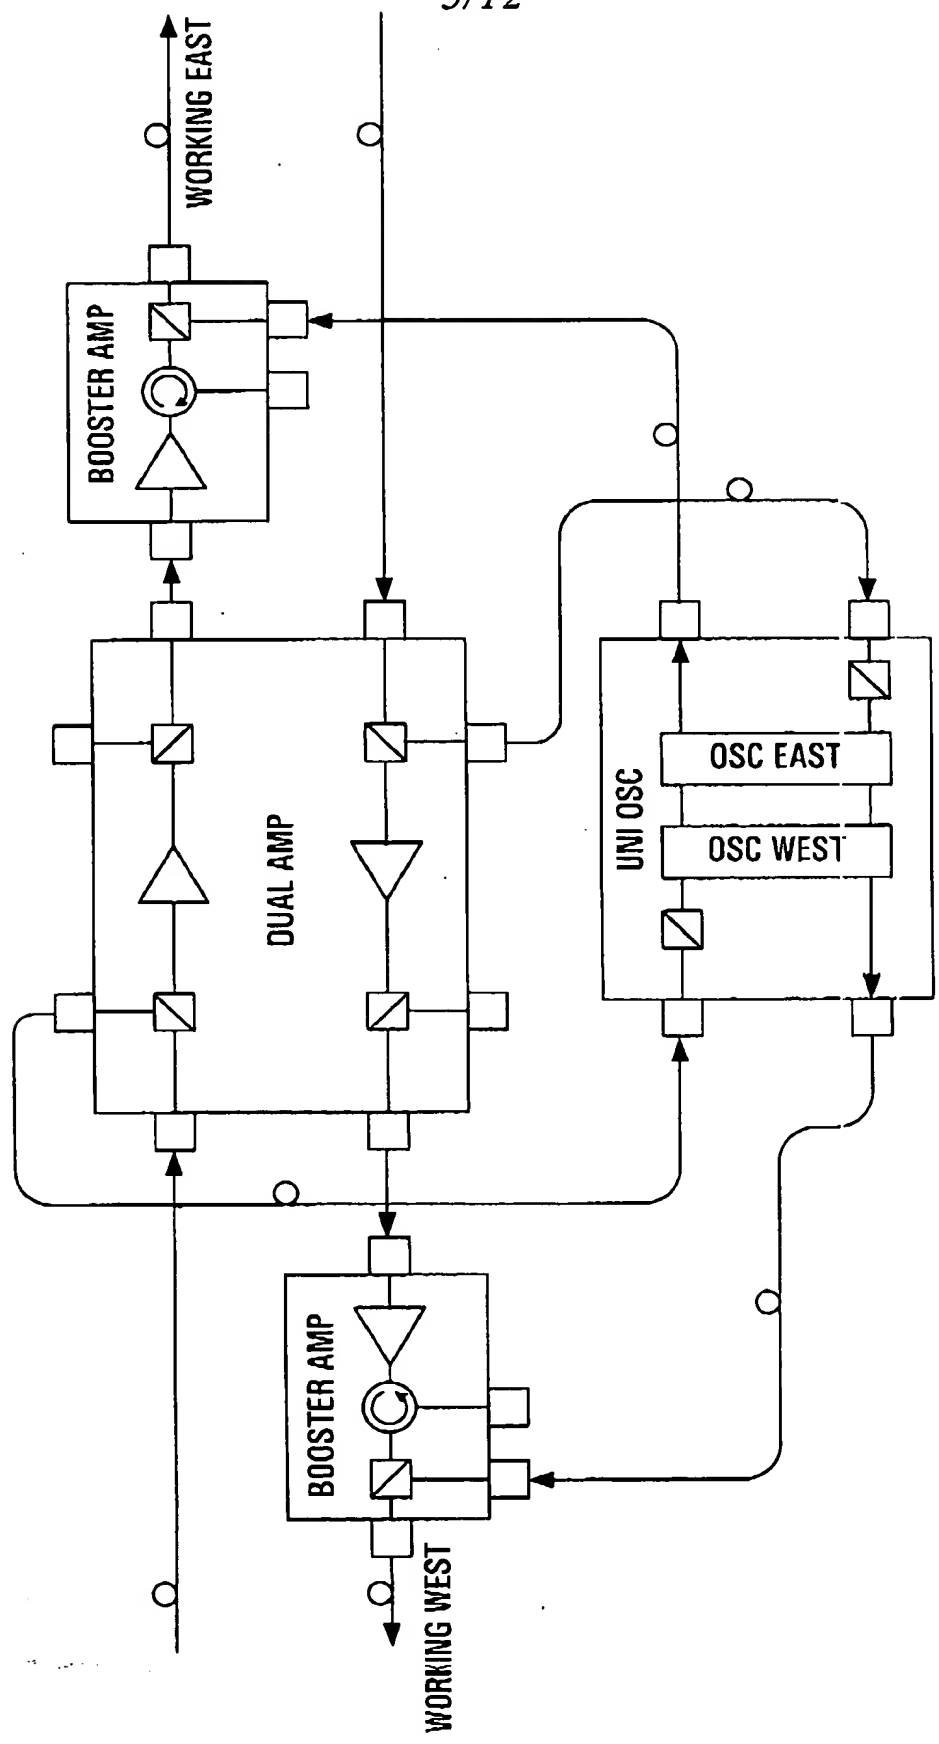 WORKING EAST
BOOSTER AMP
DUAL AMP
UNI OSC
OSC EAST
OSC WEST
BOOSTER AMP
WORKING WEST